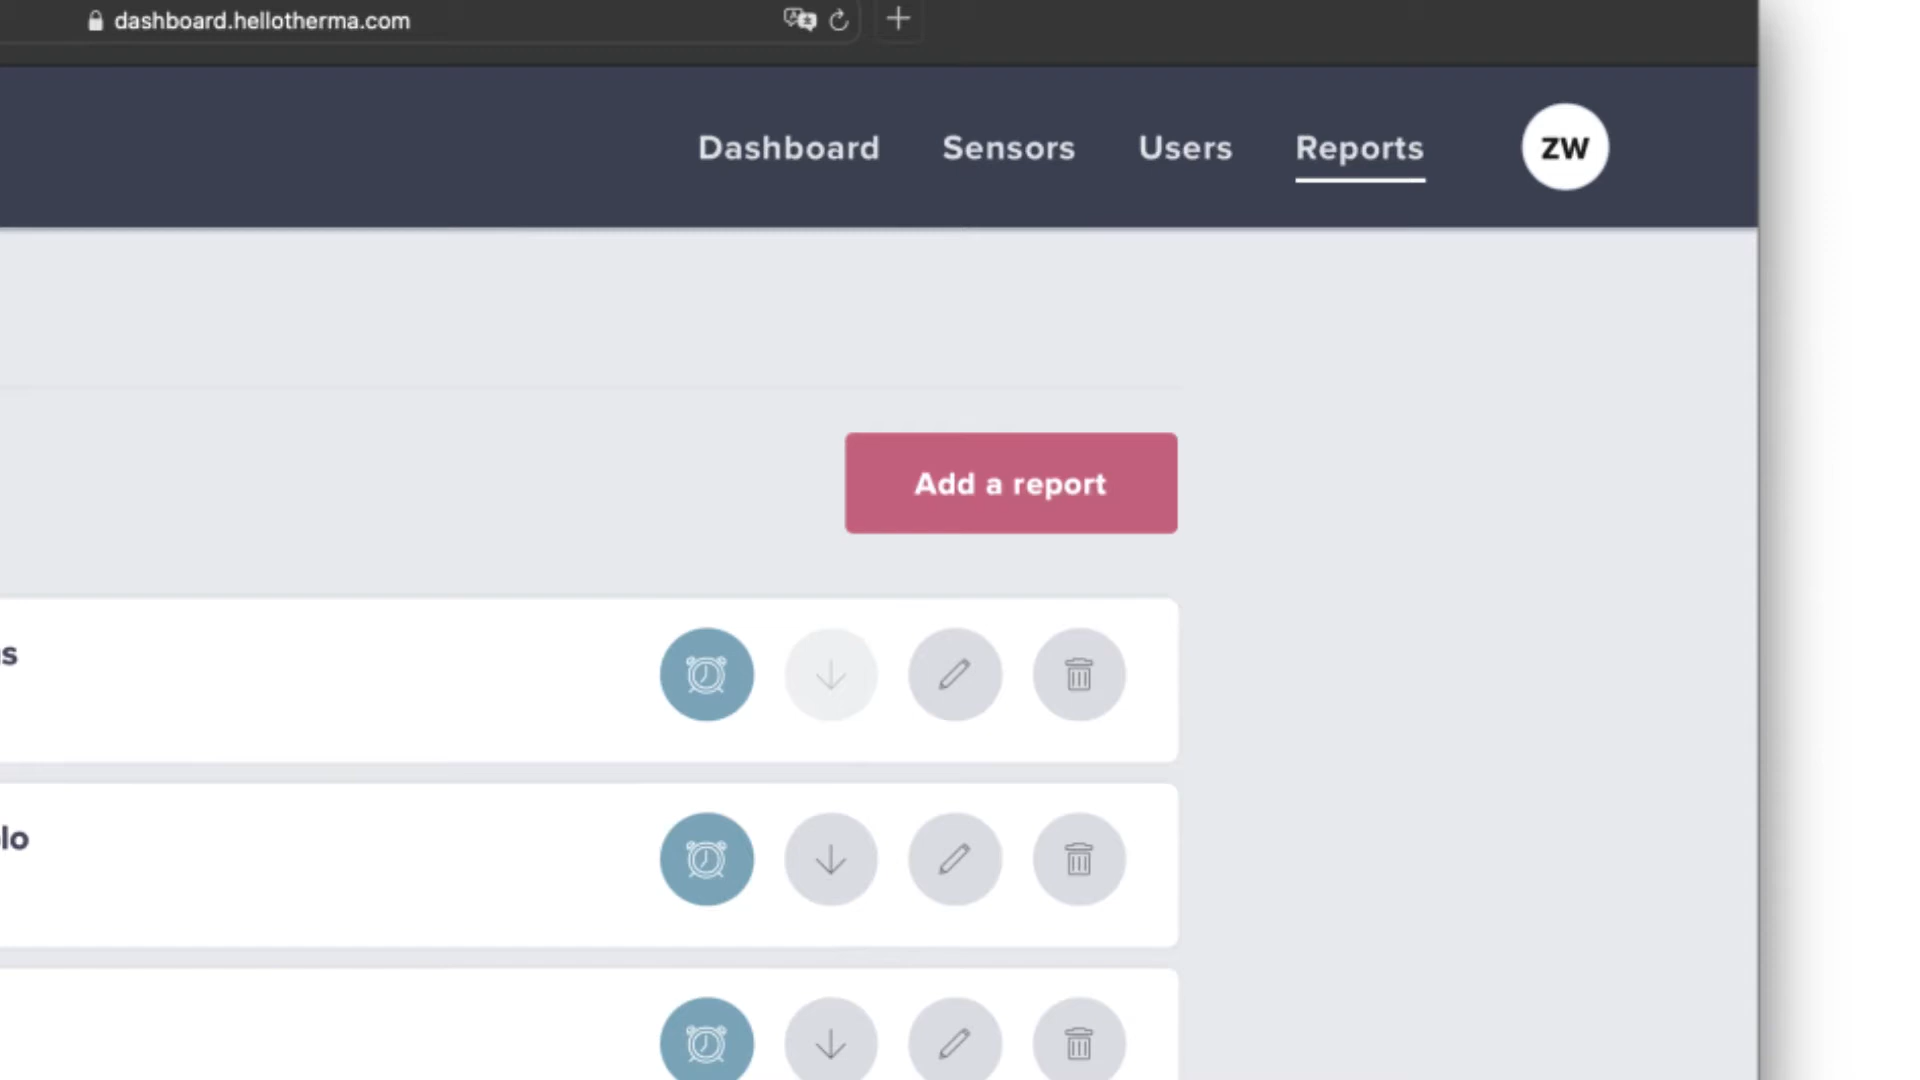 dashboard.hellotherma.com
Dashboard Sensors Users Reports ZW
Add a report
s
lo